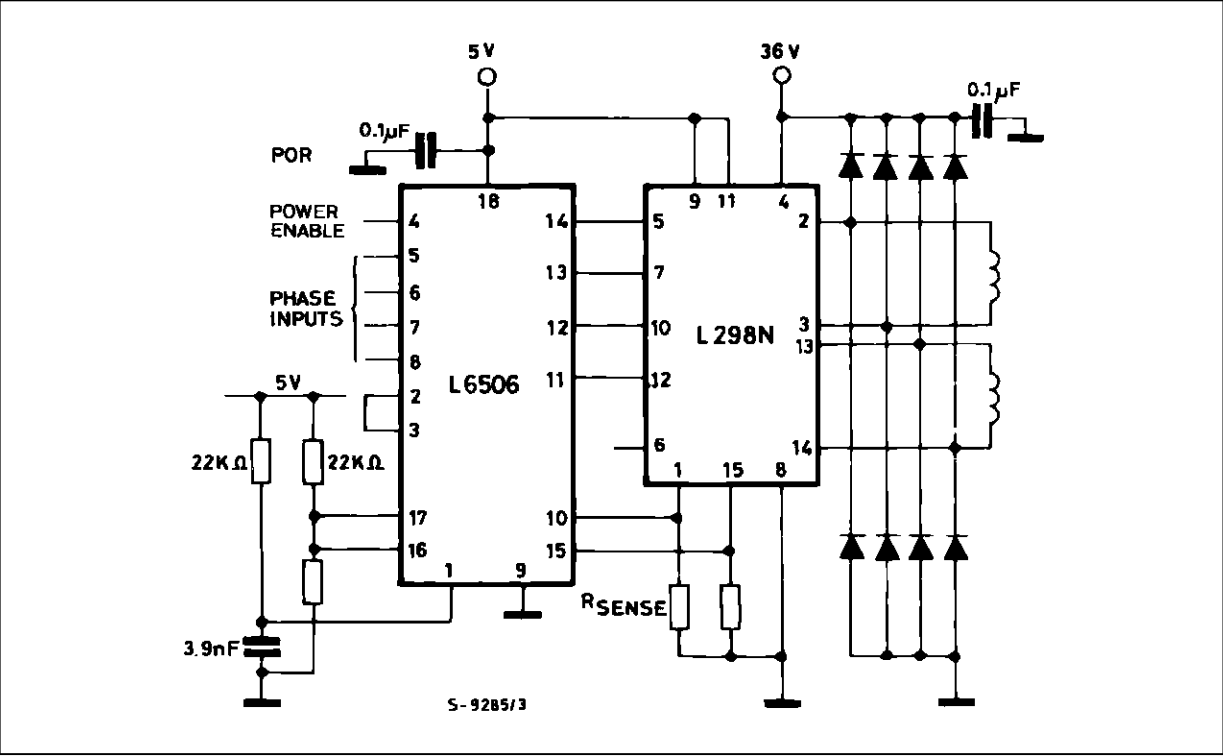 5V
36V
0.1µF
0.1µF
POR
18
9
11
4
POWER
ENABLE
4
14
5
2
5
13
7
PHASE
INPUTS
6
7
12
10
L298N
3
13
8
L6506
11
12
5V
2
3
6
14
22KΩ
22KΩ
1
15
8
17
10
16
15
1
9
RSENSE
3.9nF
S-9285/3